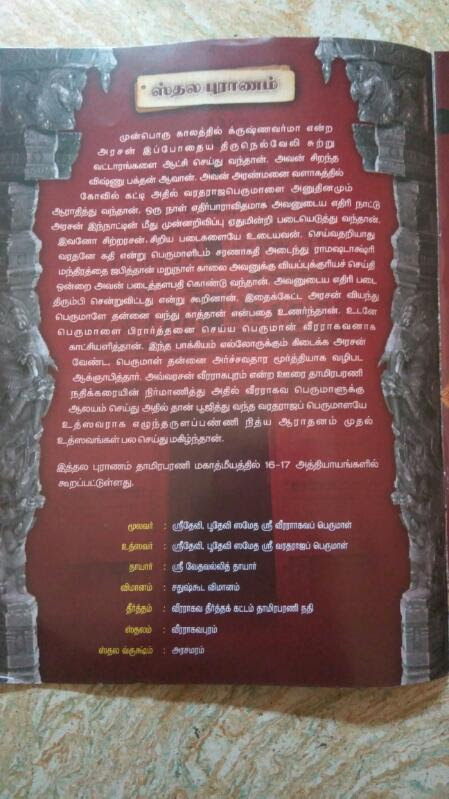 ஸ்தல புராணம்
முன்பொரு காலத்தில் க்ருஷ்ணவர்மா என்ற
அரசன் இப்போதைய திருநெல்வேலி சுற்று
வட்டாரங்களை ஆட்சி செய்து வந்தான். அவன் சிறந்த
விஷ்ணு பக்தன் ஆவான். அவன் அரண்மனை வளாகத்தில்
கோவில் கட்டி அதில் வரதராஜபெருமாளை அனுதினமும்
ஆராதித்து வந்தான். ஒரு நாள் எதிர்பாராவிதமாக அவனுடைய எதிரி நாட்டு
அரசன் இந்நாட்டின் மீது முன்னறிவிப்பு ஏதுமின்றி படையெடுத்து வந்தான்.
இவனோ சிற்றரசன். சிறிய படைகளையே உடையவன். செய்வதறியாது
வரதனே கதி என்று பெருமாளிடம் சரணாகதி அடைந்து ராமஷடாக்ஷரி
மந்திரத்தை ஜபித்தான் மறுநாள் காலை அவனுக்கு வியப்புக்குரியச் செய்தி
ஒன்றை அவன் படைத்தளபதி கொண்டு வந்தான். அவனுடைய எதிரி படை
திரும்பி சென்றுவிட்டது என்று கூறினான். இதைக்கேட்ட அரசன் வியந்து
பெருமாளே தன்னை வந்து காத்தான் என்பதை உணர்ந்தான். உடனே
பெருமாளை பிரார்த்தனை செய்ய பெருமான் வீரராகவனாக
காட்சியளித்தான். இந்த பாக்கியம் எல்லோருக்கும் கிடைக்க அரசன்
வேண்ட, பெருமாள் தன்னை அர்ச்சவதார மூர்த்தியாக வழிபட
ஆக்ஞாபித்தார். அவ்வரசன் வீரராகபுரம் என்ற ஊரை தாமிரபரணி
நதிக்கரையின் நிர்மாணித்து அதில் வீரராகவ பெருமாளுக்கு
ஆலயம் செய்து அதில் தான் பூஜித்து வந்த வரதராஜப் பெருமாளயே
உத்ஸவராக எழுந்தருளப்பண்ணி நித்ய ஆராதனம் முதல்
உத்ஸவங்கள் பல செய்து மகிழ்ந்தான்.
இத்தல புராணம் தாமிரபரணி மகாத்மீயத்தில் 16-17 அத்தியாயங்களில்
கூறப்பட்டுள்ளது.
மூலவர் : ஸ்ரீதேவி, பூதேவி ஸமேத ஸ்ரீ வீரராகவப் பெருமாள்
உத்ஸவர் : ஸ்ரீதேவி, பூதேவி ஸமேத ஸ்ரீ வரதராஜப் பெருமாள்
தாயார் : ஸ்ரீ வேதவல்லித் தாயார்
விமானம் : சதுஷ்கூட விமானம்
தீர்த்தம் : வீரராகவ தீர்த்தக் கட்டம் தாமிரபரணி நதி
ஸ்தலம் : வீரராகவபுரம்
ஸ்தல வ்ருக்ஷம் : அரசமரம்